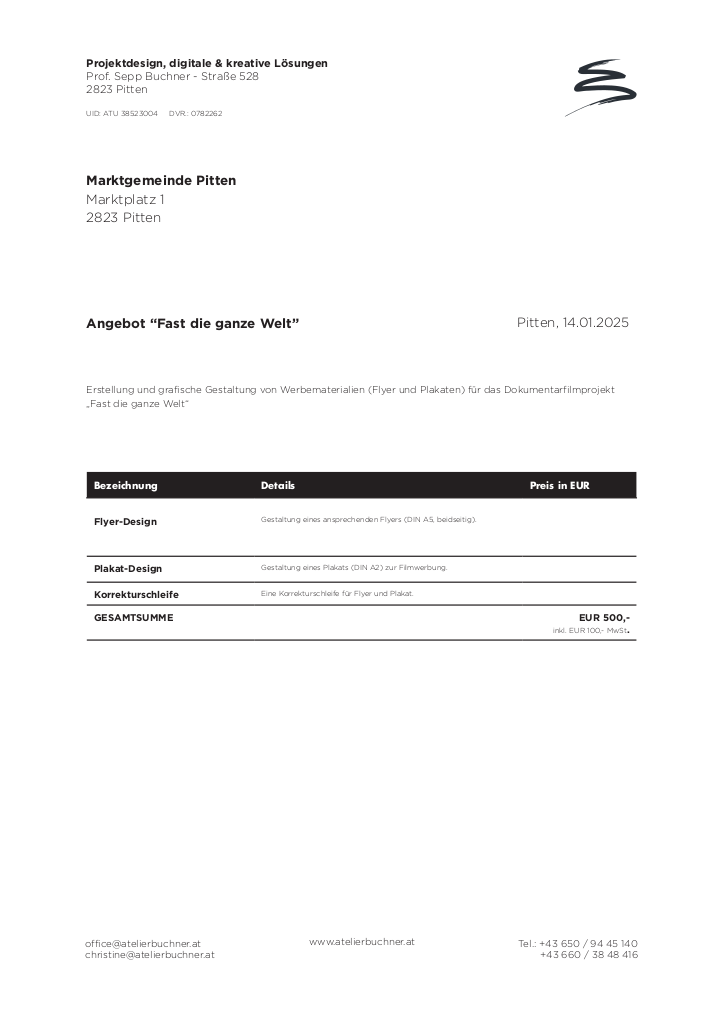 Projektdesign, digitale & kreative Lösungen
Prof. Sepp Buchner - Straße 528
2823 Pitten
UID: ATU 38523004 DVR.: 0782262
Marktgemeinde Pitten
Marktplatz 1
2823 Pitten
Angebot “Fast die ganze Welt” Pitten, 14.01.2025
Erstellung und grafische Gestaltung von Werbematerialien (Flyer und Plakaten) für das Dokumentarfilmprojekt
„Fast die ganze Welt“
Bezeichnung Details Preis in EUR
Flyer-Design Gestaltung eines ansprechenden Flyers (DIN A5, beidseitig).
Plakat-Design Gestaltung eines Plakats (DIN A2) zur Filmwerbung.
Korrekturschleife Eine Korrekturschleife für Flyer und Plakat.
GESAMTSUMME EUR 500,-
inkl. EUR 100,- MwSt.
office@atelierbuchner.at www.atelierbuchner.at Tel.: +43 650 / 94 45 140
christine@atelierbuchner.at +43 660 / 38 48 416